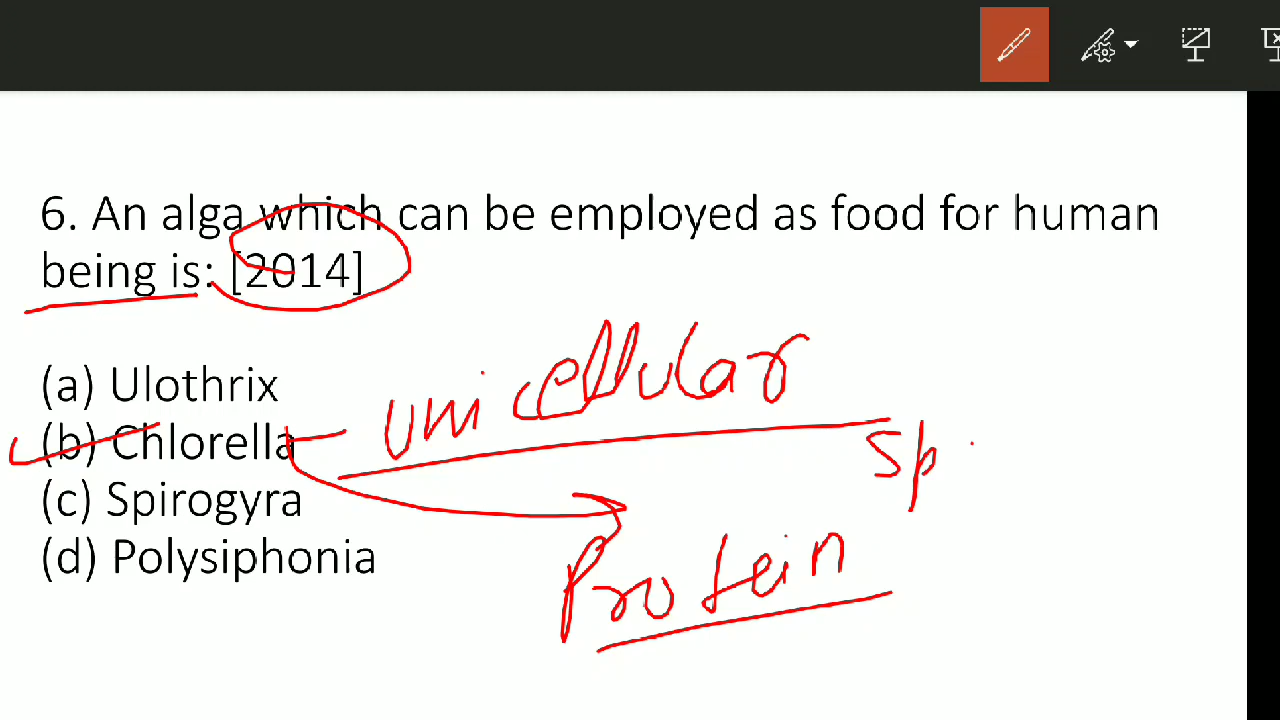 6. An alga which can be employed as food for human
being is: [2014]
(a) Ulothrix
unicellular
(b) Chlorella
sp
(c) Spirogyra
Protein
(d) Polysiphonia